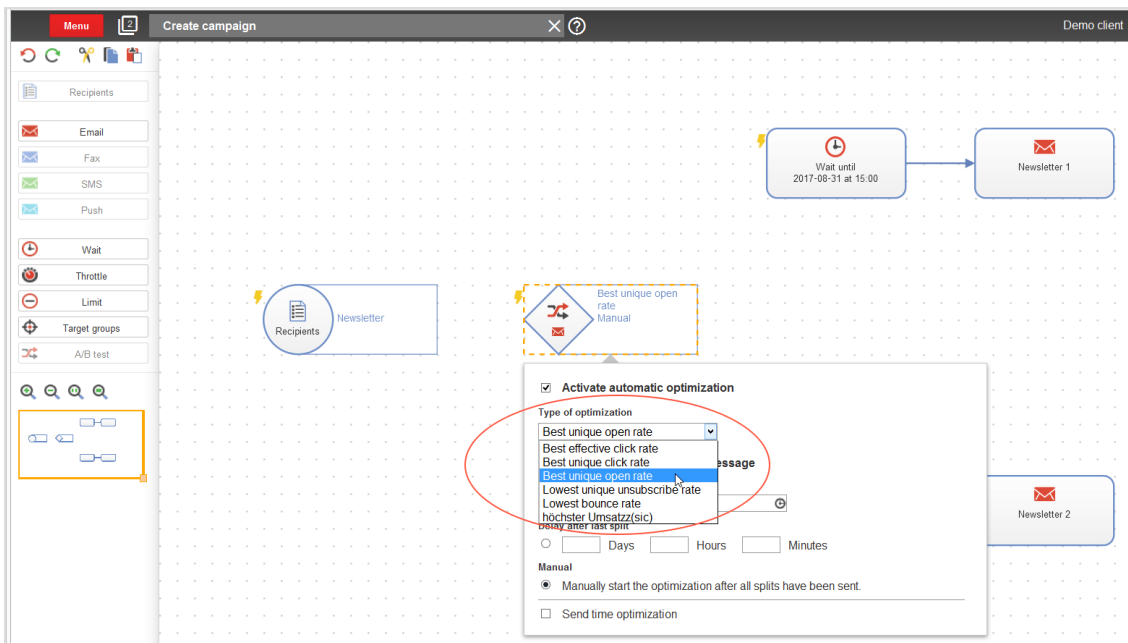 Menu
2
Create campaign
Demo client
Recipients
Email
Fax
SMS
Push
Wait
Throttle
Limit
Target groups
A/B test
Wait until
2017-08-31 at 15:00
Newsletter 1
Recipients
Newsletter
Best unique open
rate
Manual
Activate automatic optimization
Type of optimization
Best unique open rate
Best effective click rate
Best unique click rate
essage
Best unique open rate
Lowest unique unsubscribe rate
Lowest bounce rate
höchster Umsatzz(sic)
Delay after last split
Days Hours Minutes
Manual
Manually start the optimization after all splits have been sent.
Send time optimization
Newsletter 2